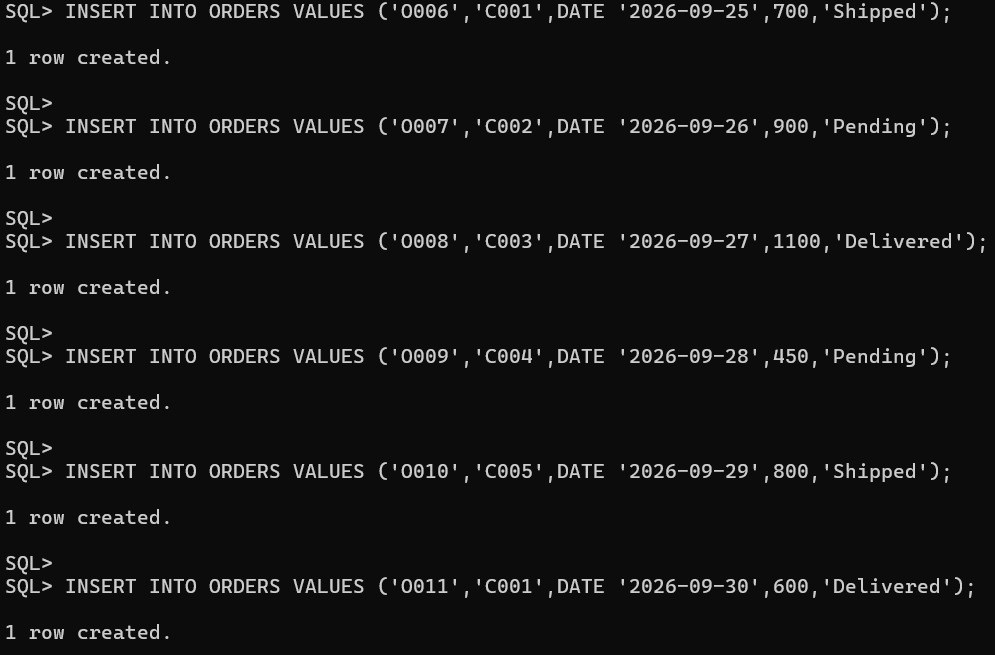 SQL> INSERT INTO ORDERS VALUES ('O006','C001',DATE '2026-09-25',700,'Shipped');
1 row created.
SQL>
SQL> INSERT INTO ORDERS VALUES ('O007','C002',DATE '2026-09-26',900,'Pending');
1 row created.
SQL>
SQL> INSERT INTO ORDERS VALUES ('O008','C003',DATE '2026-09-27',1100,'Delivered');
1 row created.
SQL>
SQL> INSERT INTO ORDERS VALUES ('O009','C004',DATE '2026-09-28',450,'Pending');
1 row created.
SQL>
SQL> INSERT INTO ORDERS VALUES ('O010','C005',DATE '2026-09-29',800,'Shipped');
1 row created.
SQL>
SQL> INSERT INTO ORDERS VALUES ('O011','C001',DATE '2026-09-30',600,'Delivered');
1 row created.